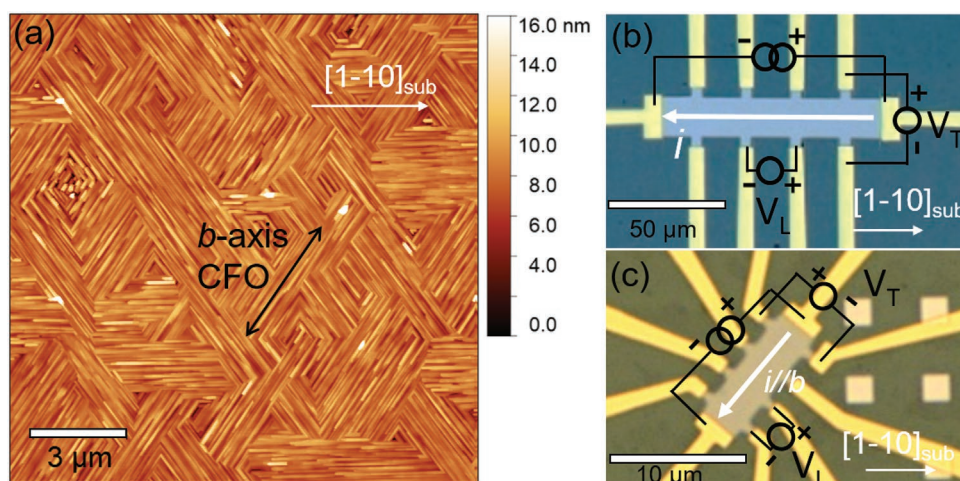 (a)
[1-10]sub
b-axis
CFO
3 µm
16.0 nm
14.0
12.0
10.0
8.0
6.0
4.0
2.0
0.0
(b)
- +
i
+
VT
-
- +
VL
50 µm
[1-10]sub
(c)
+
-
+
-
VT
i//b
+
-
VL
10 µm
[1-10]sub